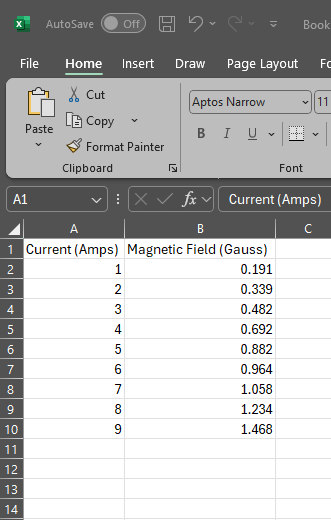 AutoSave Off Book
File Home Insert Draw Page Layout Fo
Paste Cut Copy Format Painter Aptos Narrow 11 B I U
Clipboard Font
A1 fx Current (Amps)
A B C
1 Current (Amps) Magnetic Field (Gauss)
2 1 0.191
3 2 0.339
4 3 0.482
5 4 0.692
6 5 0.882
7 6 0.964
8 7 1.058
9 8 1.234
10 9 1.468
11
12
13
14